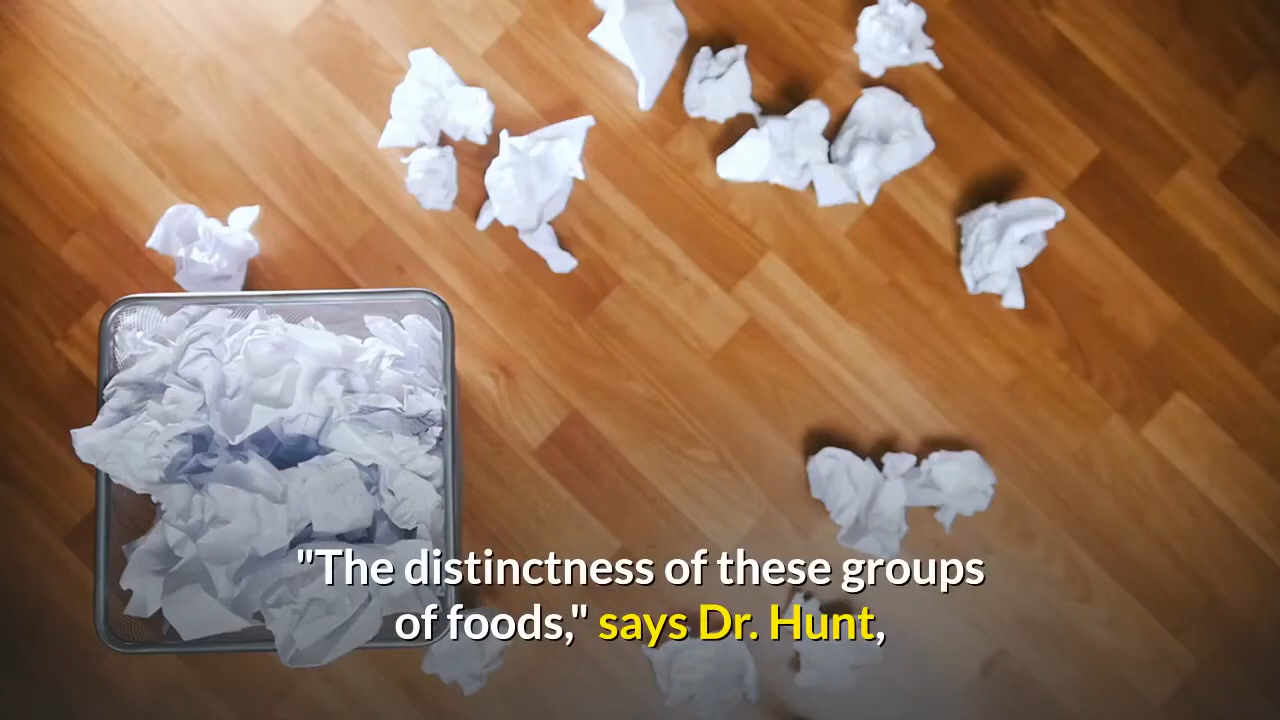 "The distinctness of these groups
of foods," says Dr. Hunt,